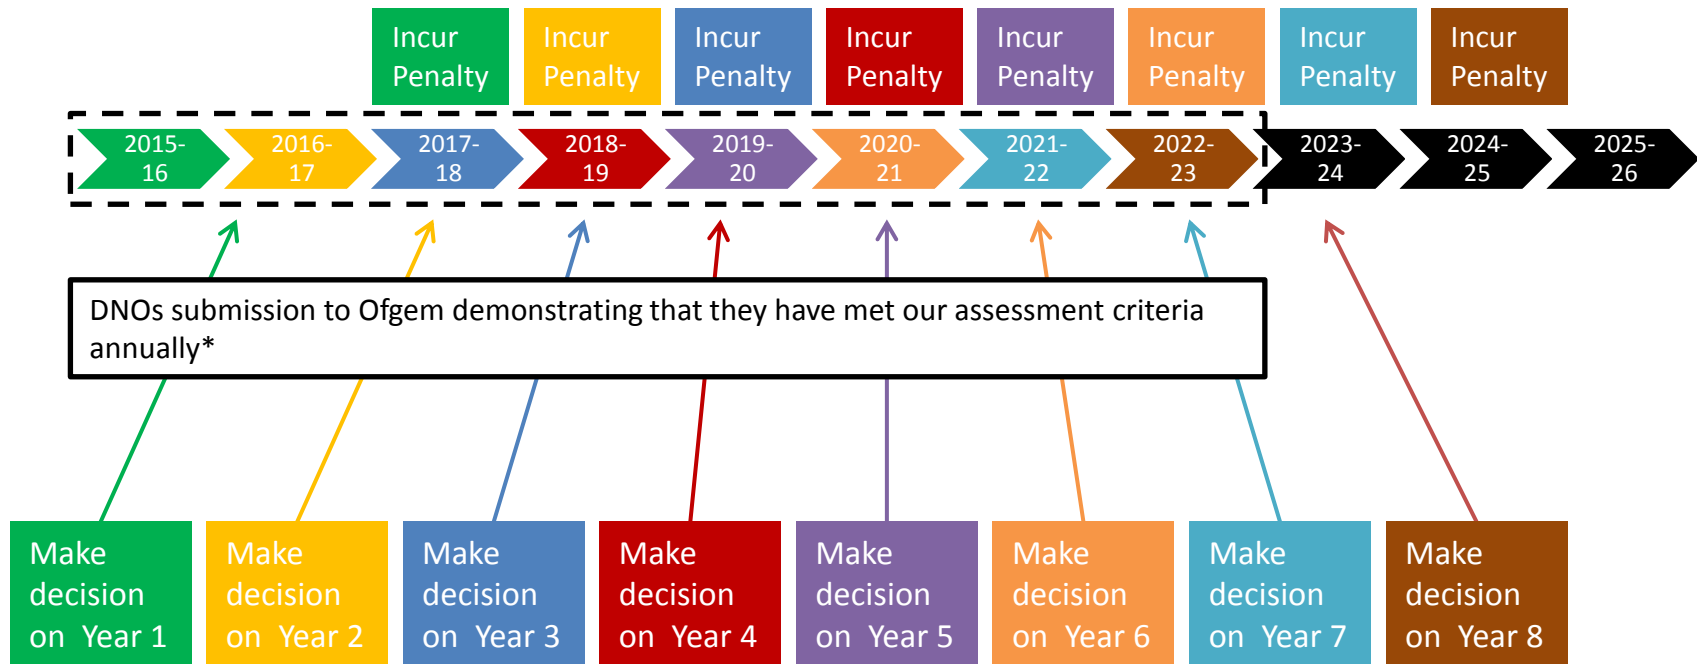 Incur
Penalty
Incur
Penalty
Incur
Penalty
Incur
Penalty
Incur
Penalty
Incur
Penalty
Incur
Penalty
Incur
Penalty
2015-
16
2016-
17
2017-
18
2018-
19
2019-
20
2020-
21
2021-
22
2022-
23
2023-
24
2024-
25
2025-
26
DNOs submission to Ofgem demonstrating that they have met our assessment criteria
annually*
Make
decision
on Year 1
Make
decision
on Year 2
Make
decision
on Year 3
Make
decision
on Year 4
Make
decision
on Year 5
Make
decision
on Year 6
Make
decision
on Year 7
Make
decision
on Year 8